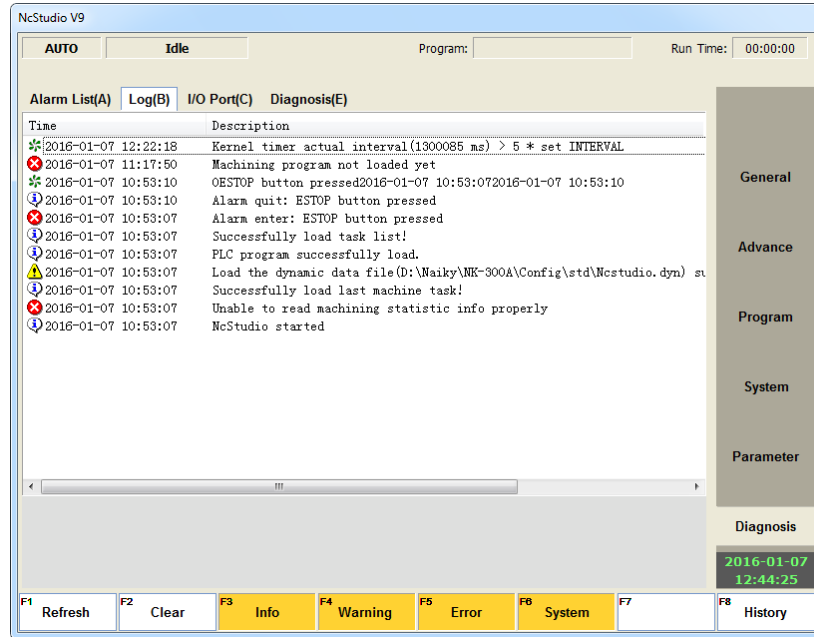 NcStudio V9
AUTO Idle Program: Run Time: 00:00:00
Alarm List(A) Log(B) I/O Port(C) Diagnosis(E)
Time Description
2016-01-07 12:22:18 Kernel timer actual interval(1300085 ms) > 5 * set INTERVAL
2016-01-07 11:17:50 Machining program not loaded yet
2016-01-07 10:53:10 OESTOP button pressed2016-01-07 10:53:072016-01-07 10:53:10
2016-01-07 10:53:10 Alarm quit: ESTOP button pressed
2016-01-07 10:53:07 Alarm enter: ESTOP button pressed
2016-01-07 10:53:07 Successfully load task list!
2016-01-07 10:53:07 PLC program successfully load.
2016-01-07 10:53:07 Load the dynamic data file(D:\Naiky\NK-300A\Config\std\Ncstudio.dyn) su
2016-01-07 10:53:07 Successfully load last machine task!
2016-01-07 10:53:07 Unable to read machining statistic info properly
2016-01-07 10:53:07 NcStudio started
General
Advance
Program
System
Parameter
Diagnosis
2016-01-07
12:44:25
F1 Refresh F2 Clear F3 Info F4 Warning F5 Error F6 System F7 F8 History